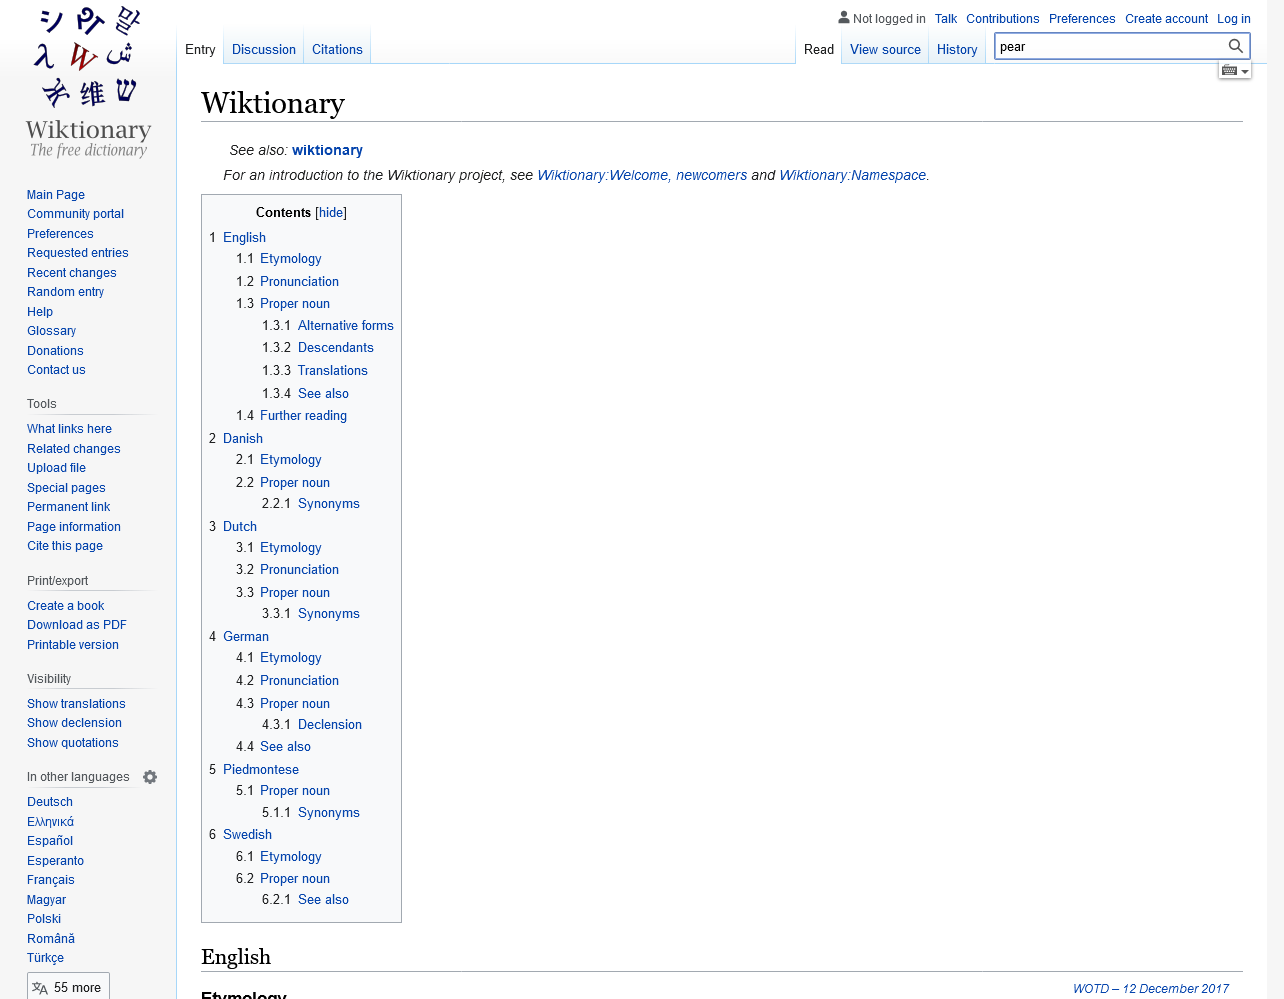 Not logged in Talk Contributions Preferences Create account Log in
Entry Discussion Citations Read View source History pear
Wiktionary
The free dictionary
Main Page
Community portal
Preferences
Requested entries
Recent changes
Random entry
Help
Glossary
Donations
Contact us
Tools
What links here
Related changes
Upload file
Special pages
Permanent link
Page information
Cite this page
Print/export
Create a book
Download as PDF
Printable version
Visibility
Show translations
Show declension
Show quotations
In other languages
Deutsch
Ελληνικά
Español
Esperanto
Français
Magyar
Polski
Română
Türkçe
55 more
Wiktionary
See also: wiktionary
For an introduction to the Wiktionary project, see Wiktionary:Welcome, newcomers and Wiktionary:Namespace.
Contents [hide]
1 English
1.1 Etymology
1.2 Pronunciation
1.3 Proper noun
1.3.1 Alternative forms
1.3.2 Descendants
1.3.3 Translations
1.3.4 See also
1.4 Further reading
2 Danish
2.1 Etymology
2.2 Proper noun
2.2.1 Synonyms
3 Dutch
3.1 Etymology
3.2 Pronunciation
3.3 Proper noun
3.3.1 Synonyms
4 German
4.1 Etymology
4.2 Pronunciation
4.3 Proper noun
4.3.1 Declension
4.4 See also
5 Piedmontese
5.1 Proper noun
5.1.1 Synonyms
6 Swedish
6.1 Etymology
6.2 Proper noun
6.2.1 See also
English
WOTD – 12 December 2017
Etymology